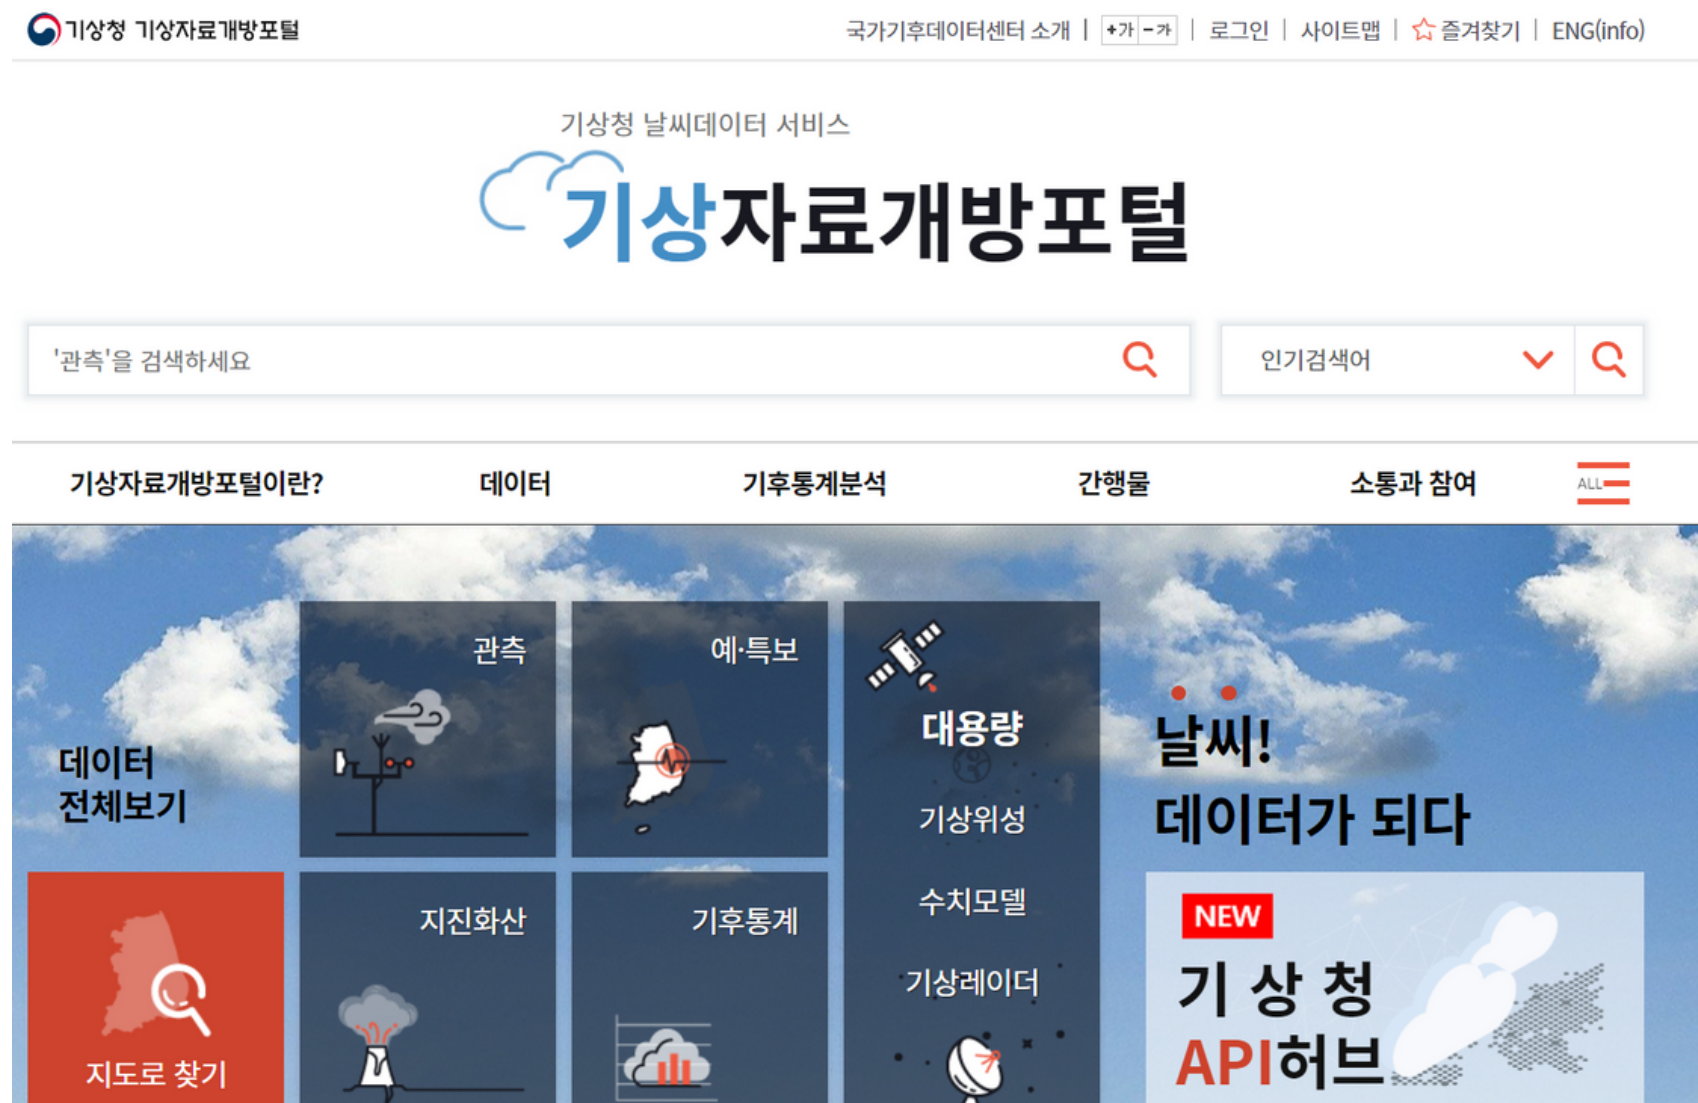 기상청 기상자료개방포털
국가기후데이터센터 소개 | +가 -가 | 로그인 | 사이트맵 | 즐겨찾기 | ENG(info)
기상청 날씨데이터 서비스
기상자료개방포털
'관측'을 검색하세요
인기검색어
기상자료개방포털이란?
데이터
기후통계분석
간행물
소통과 참여
ALL
데이터
전체보기
관측
예·특보
대용량
기상위성
수치모델
기상레이더
날씨!
데이터가 되다
지도로 찾기
지진화산
기후통계
NEW
기상청
API허브